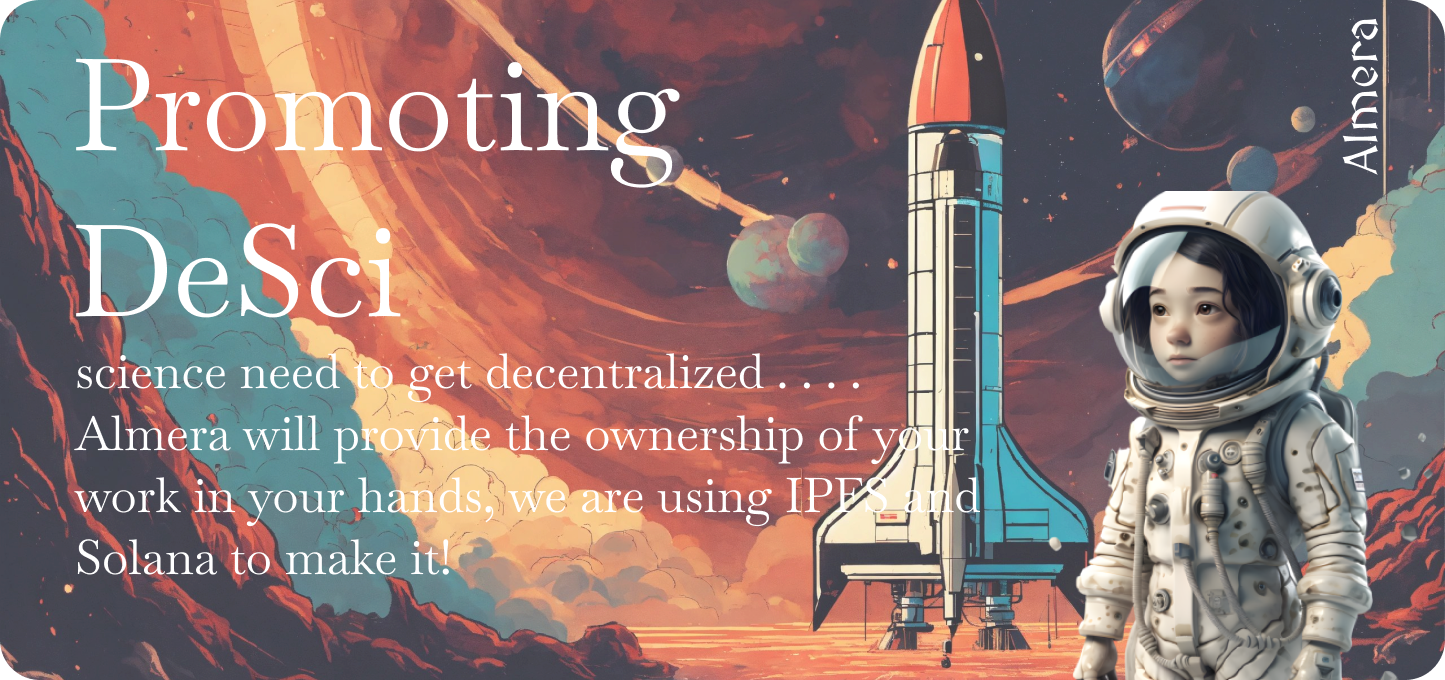 Promoting
DeSci
science need to get decentralized . . . .
Almera will provide the ownership of your
work in your hands, we are using IPFS and
Solana to make it!
Almera